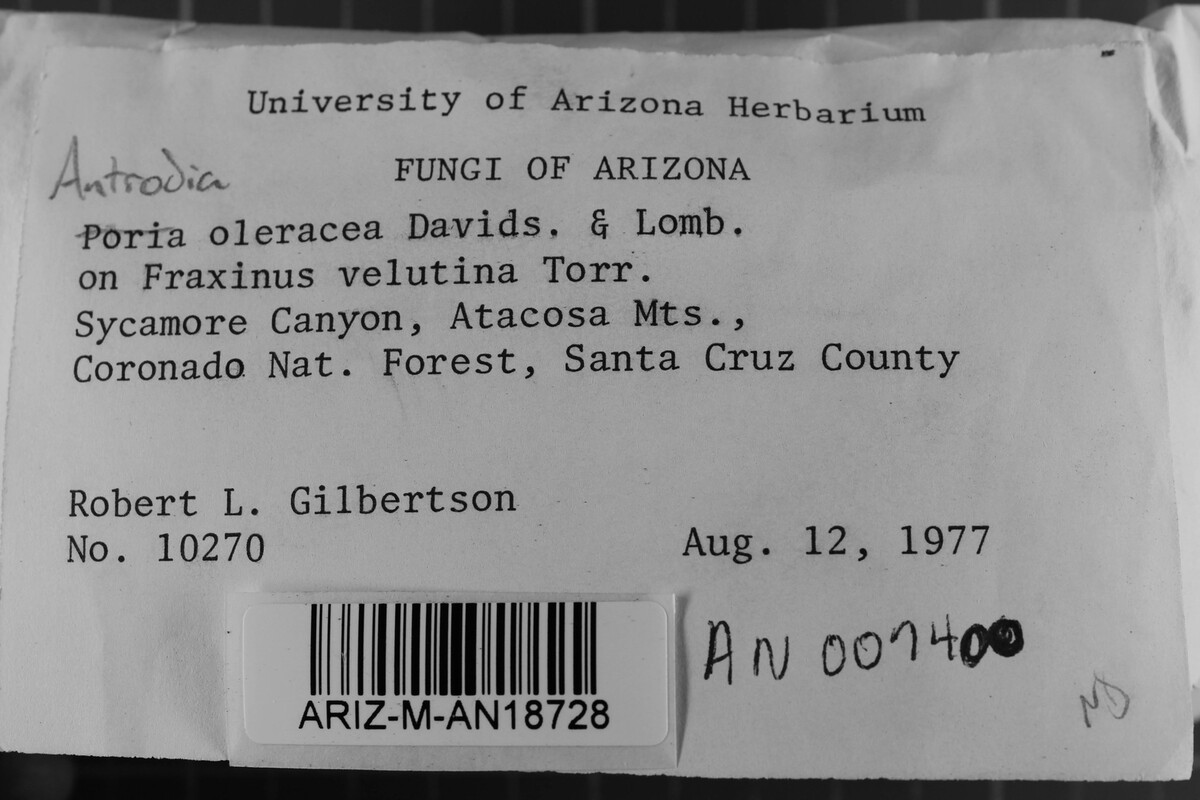 University of Arizona Herbarium
FUNGI OF ARIZONA
Antrodia
Poria oleracea Davids. & Lomb.
on Fraxinus velutina Torr.
Sycamore Canyon, Atacosa Mts.,
Coronado Nat. Forest, Santa Cruz County
Robert L. Gilbertson
No. 10270
Aug. 12, 1977
AN 007400
ARIZ-M-AN18728